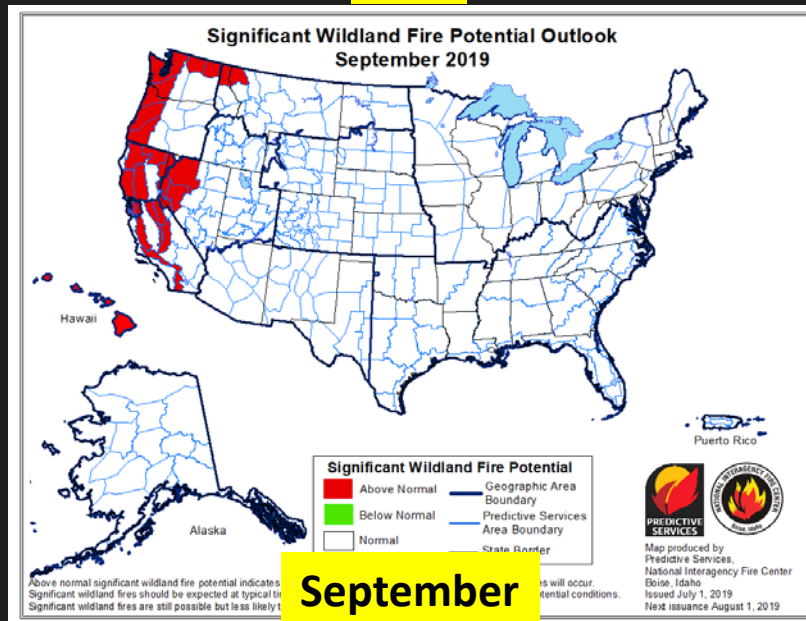 Significant Wildland Fire Potential Outlook
September 2019
Hawaii
Alaska
Puerto Rico
Significant Wildland Fire Potential
Above Normal
Below Normal
Normal
Geographic Area
Boundary
Predictive Services
Area Boundary
State Border
PREDICTIVE
SERVICES
NATIONAL INTERAGENCY FIRE CENTER
Boise, Idaho
Map produced by
Predictive Services,
National Interagency Fire Center
Boise, Idaho
Issued July 1, 2019
Next issuance August 1, 2019
Above normal significant wildland fire potential indicates es will occur.
Significant wildland fires should be expected at typical ti otential conditions.
Significant wildland fires are still possible but less likely t
September